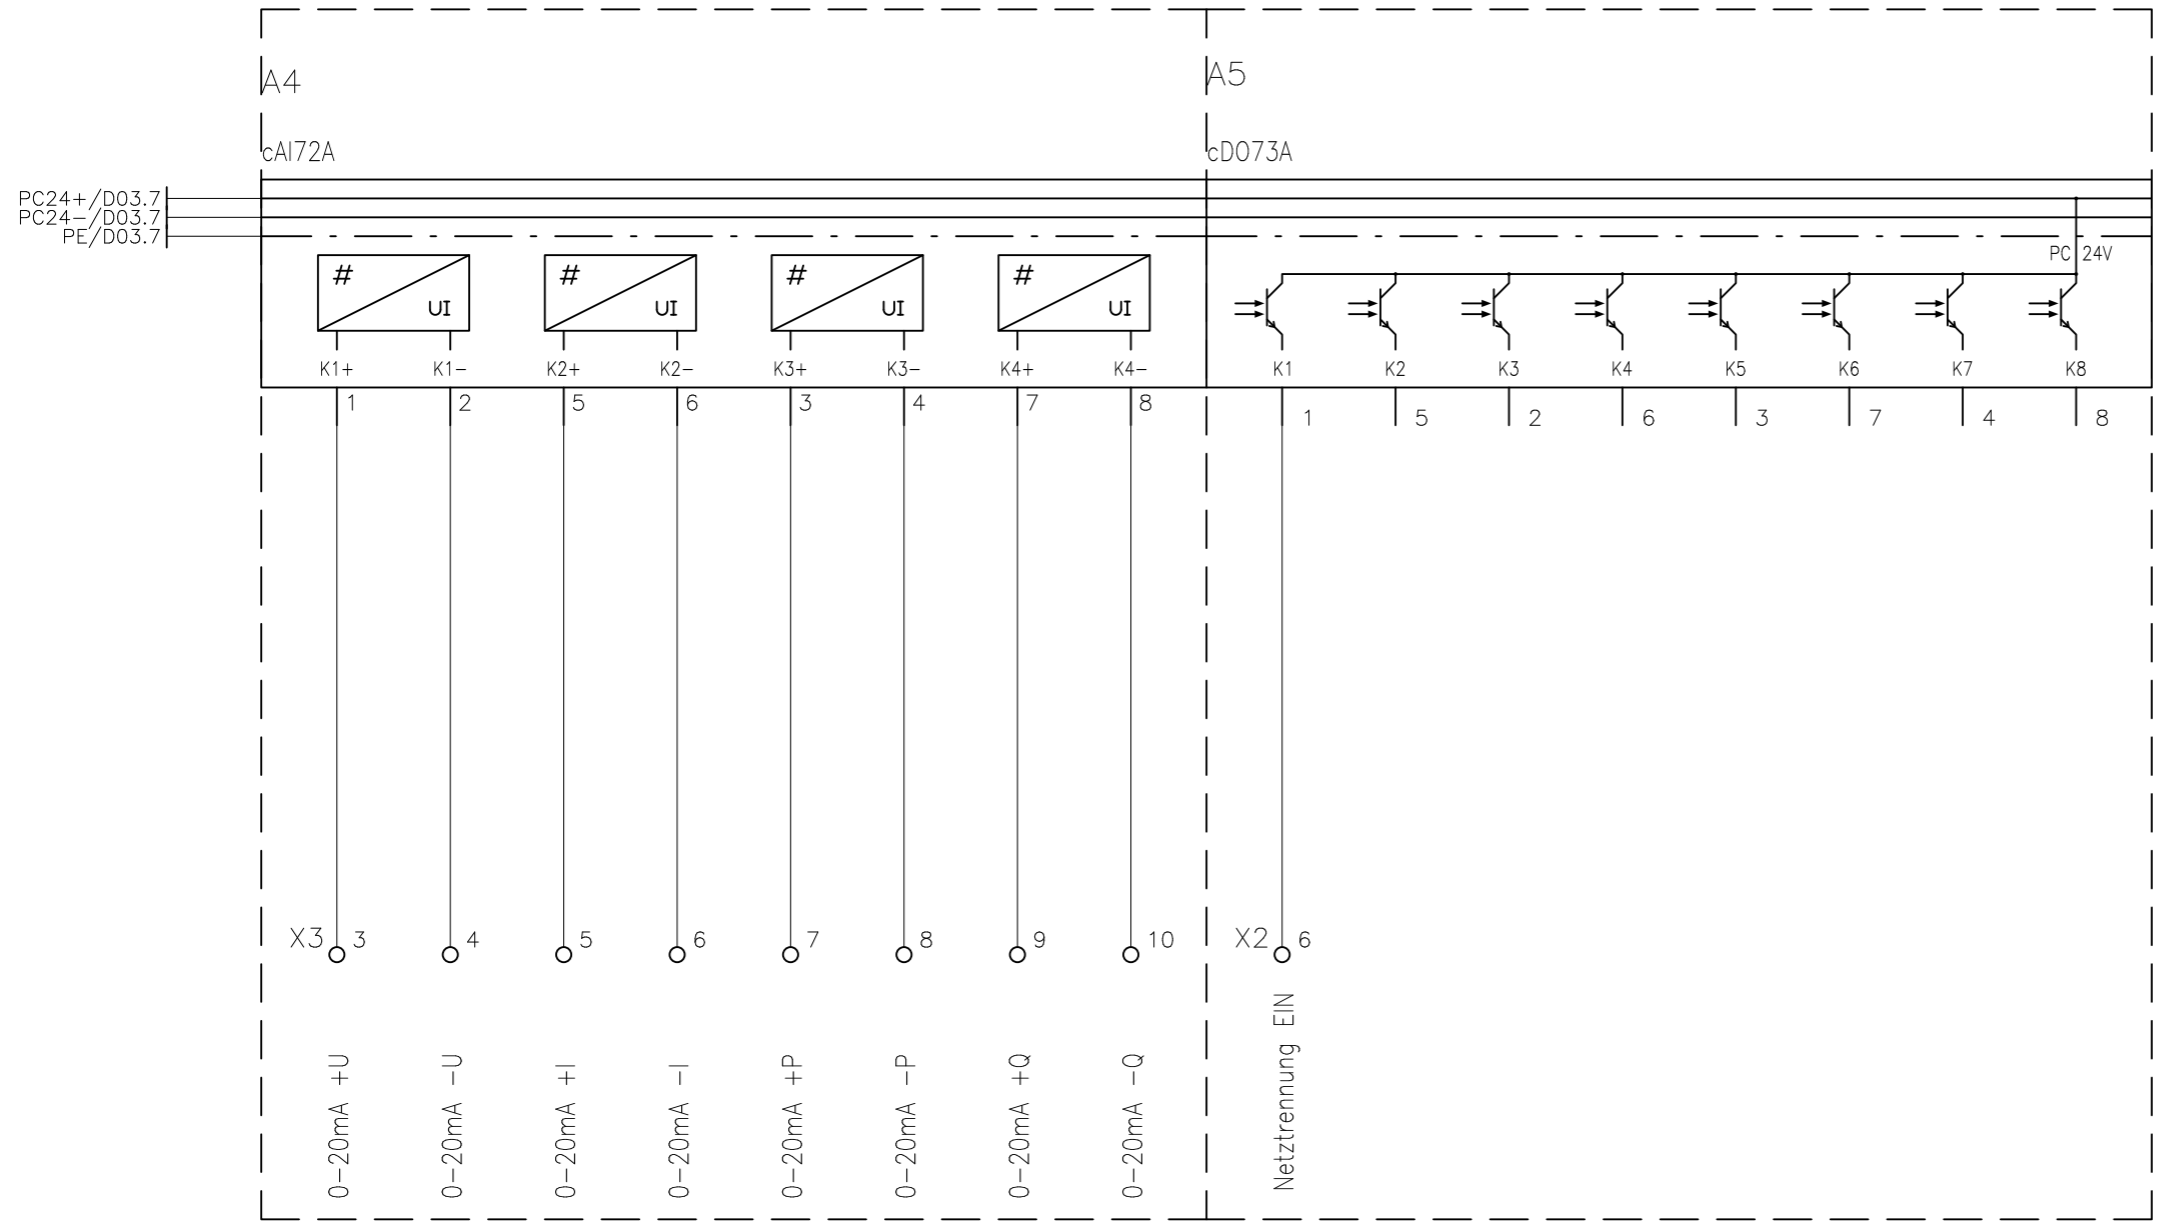 A4
A5
cAI72A
cDO73A
PC24+/D03.7
PC24-/D03.7
PE/D03.7
PC 24V
# # # #
UI UI UI UI
K1+ K1- K2+ K2- K3+ K3- K4+ K4- K1 K2 K3 K4 K5 K6 K7 K8
1 2 5 6 3 4 7 8
1 5 2 6 3 7 4 8
X3 3 4 5 6 7 8 9 10 X2 6
0-20mA +U
0-20mA -U
0-20mA +I
0-20mA -I
0-20mA +P
0-20mA -P
0-20mA +Q
0-20mA -Q
Netztrennung EIN